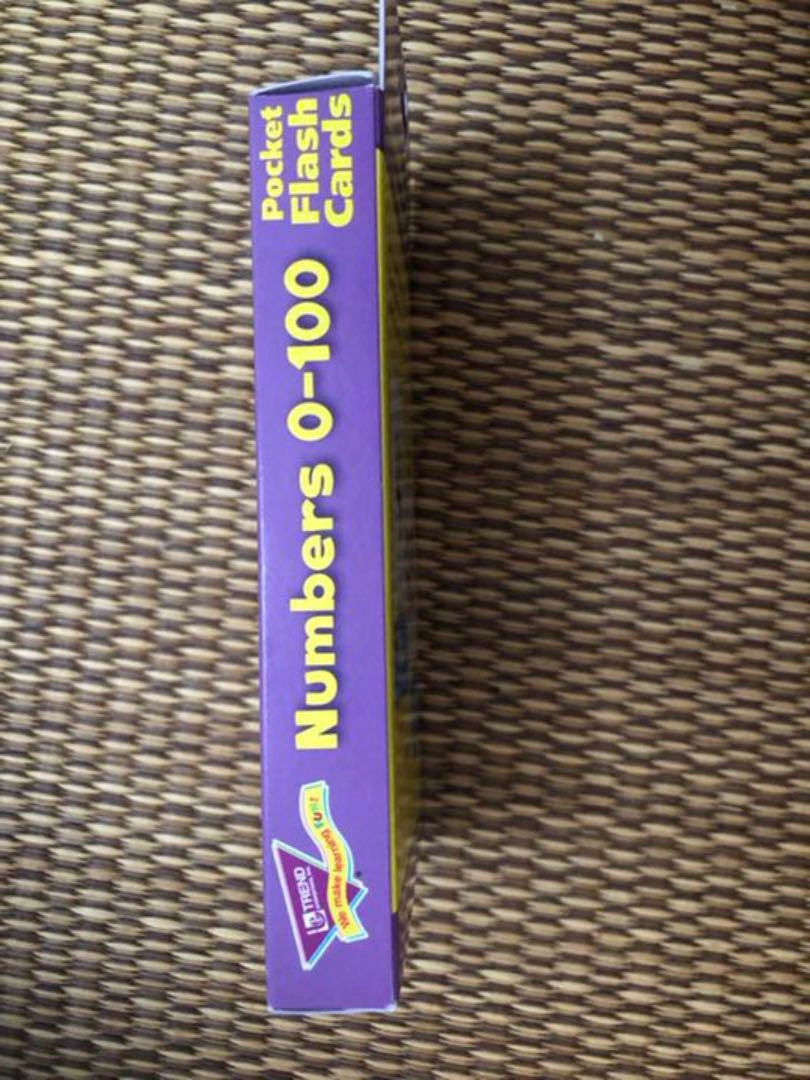 TREND
We make learning FUN!
Numbers 0-100
Pocket
Flash
Cards